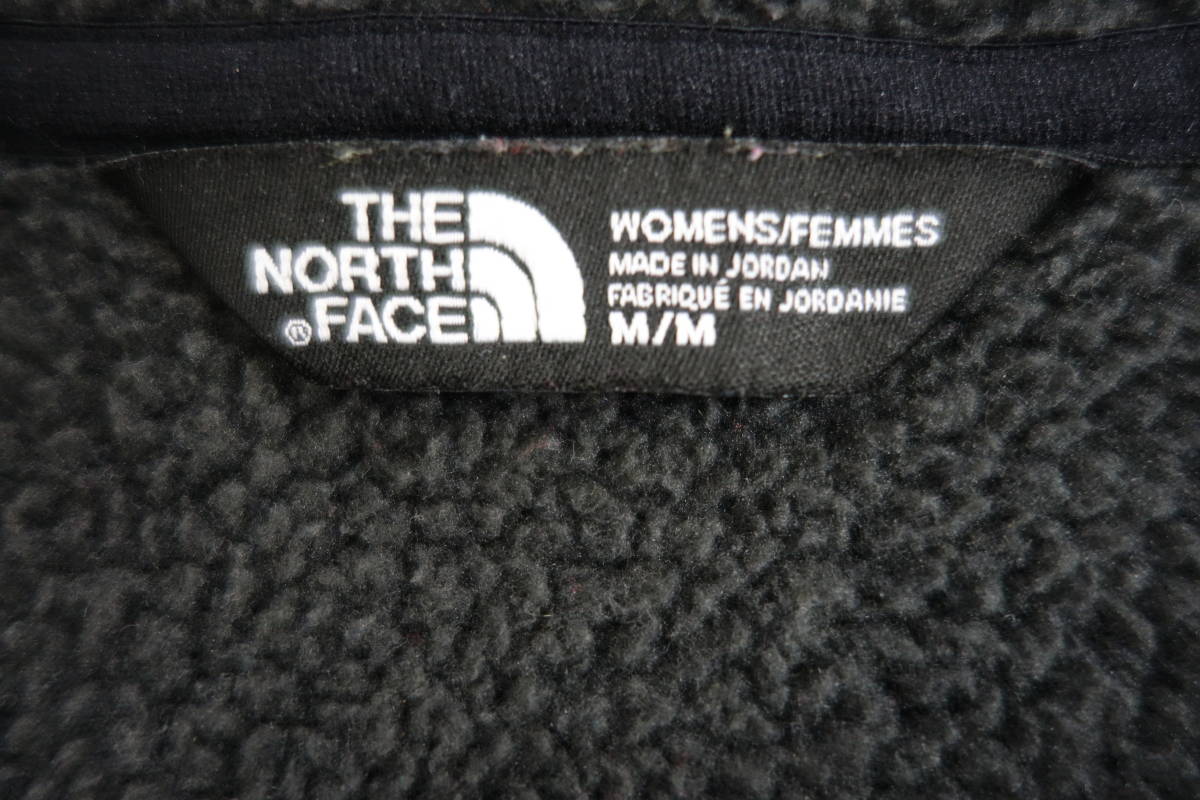 THE
NORTH
®FACE
WOMENS/FEMMES
MADE IN JORDAN
FABRIQUÉ EN JORDANIE
M/M